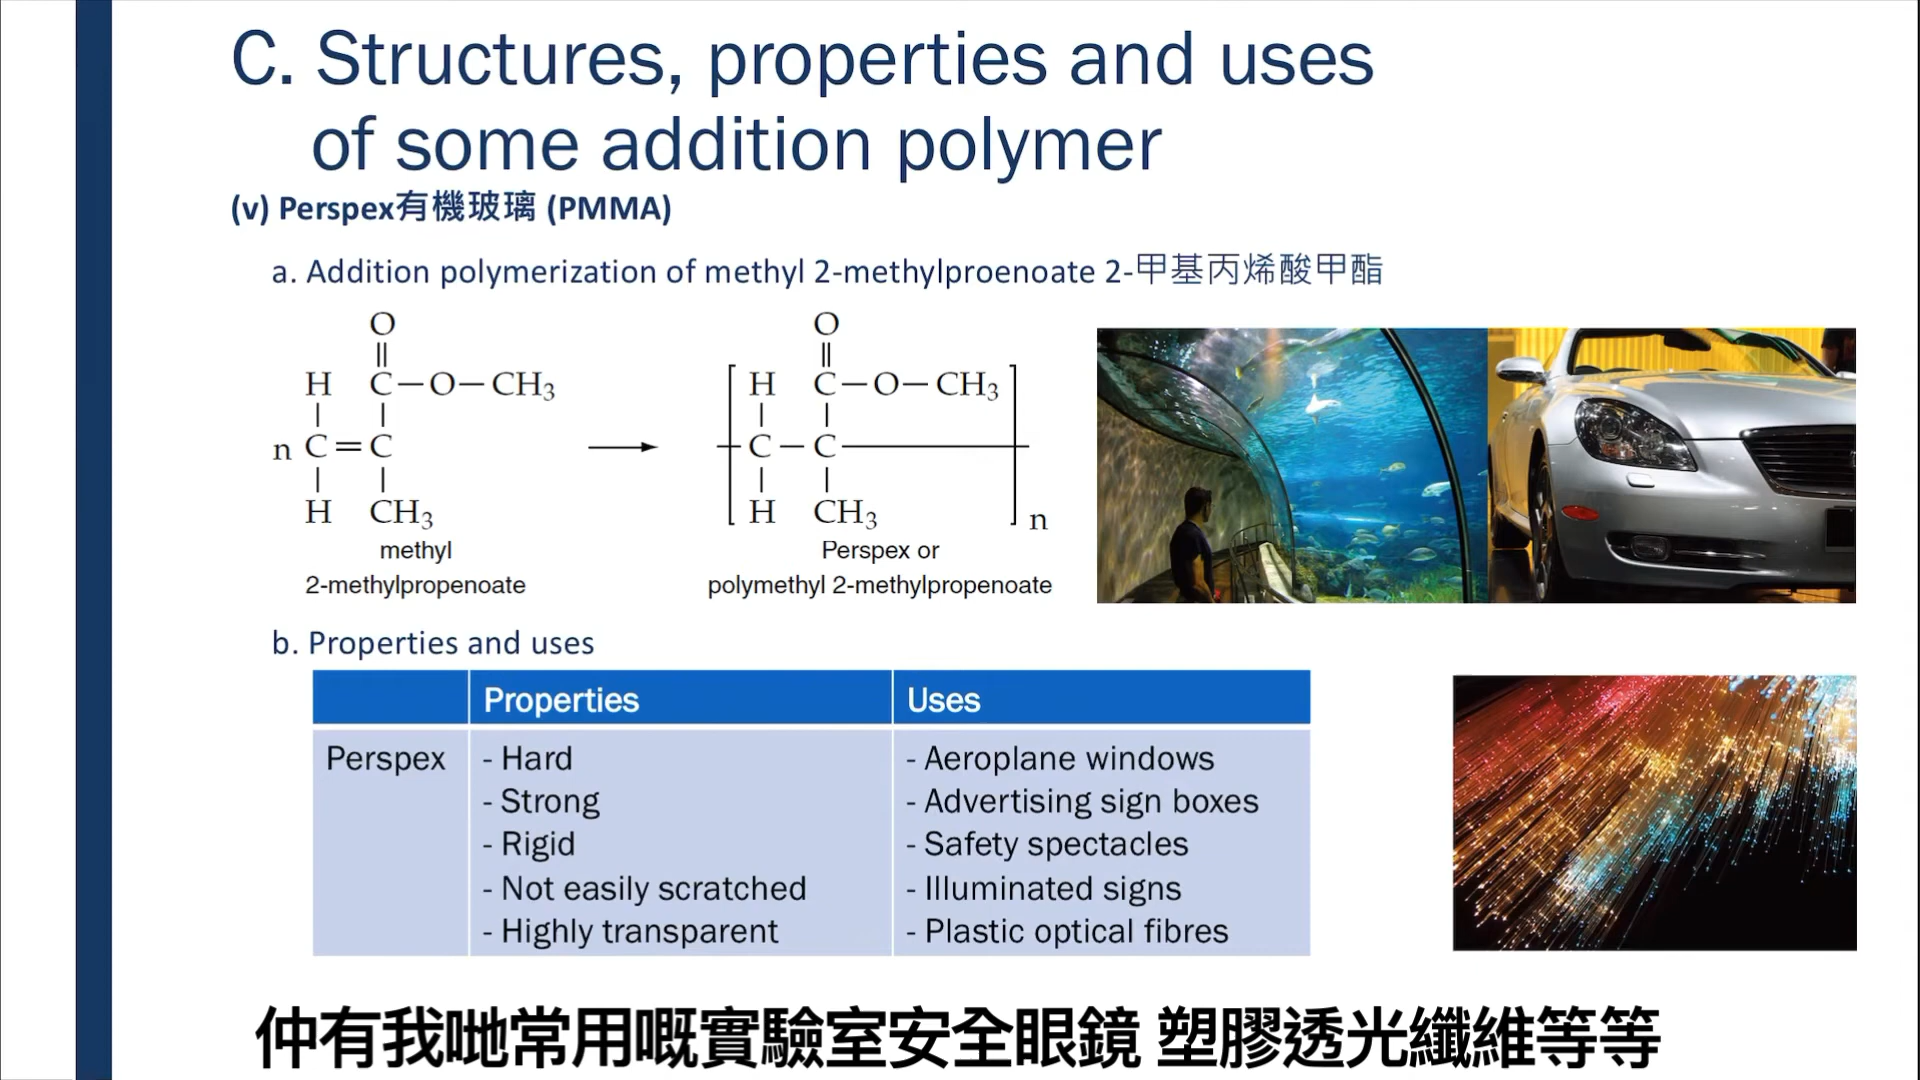 C. Structures, properties and uses
of some addition polymer
(v) Perspex有機玻璃 (PMMA)
a. Addition polymerization of methyl 2-methylproenoate 2-甲基丙烯酸甲酯
O
||
H C–O–CH₃
| |
n C=C
| |
H CH₃
methyl
2-methylpropenoate
O
||
H C–O–CH₃
| |
C–C
| |
H CH₃
n
Perspex or
polymethyl 2-methylpropenoate
b. Properties and uses
Properties Uses
Perspex - Hard - Aeroplane windows
- Strong - Advertising sign boxes
- Rigid - Safety spectacles
- Not easily scratched - Illuminated signs
- Highly transparent - Plastic optical fibres
仲有我哋常用嘅實驗室安全眼鏡 塑膠透光纖維等等